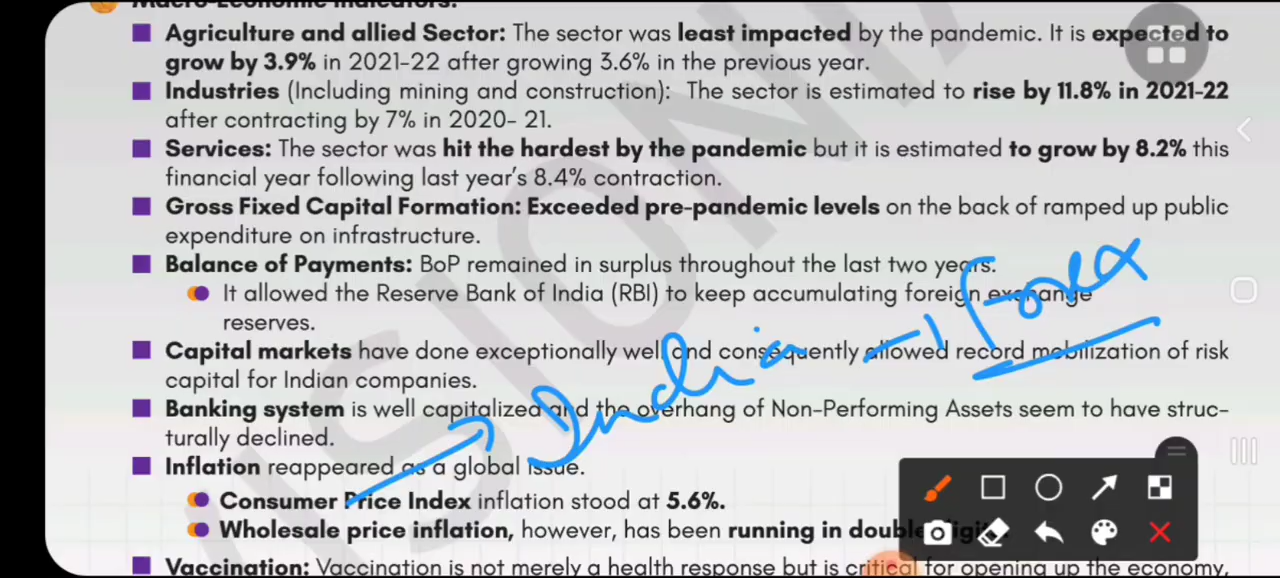 Macro-Economic Indicators:
Agriculture and allied Sector: The sector was least impacted by the pandemic. It is expected to
grow by 3.9% in 2021-22 after growing 3.6% in the previous year.
Industries (Including mining and construction): The sector is estimated to rise by 11.8% in 2021-22
after contracting by 7% in 2020- 21.
Services: The sector was hit the hardest by the pandemic but it is estimated to grow by 8.2% this
financial year following last year's 8.4% contraction.
Gross Fixed Capital Formation: Exceeded pre-pandemic levels on the back of ramped up public
expenditure on infrastructure.
Balance of Payments: BoP remained in surplus throughout the last two years.
It allowed the Reserve Bank of India (RBI) to keep accumulating foreign exchange
reserves.
Forex
India
Capital markets have done exceptionally well and consequently allowed record mobilization of risk
capital for Indian companies.
Banking system is well capitalized and the overhang of Non-Performing Assets seem to have struc-
turally declined.
Inflation reappeared as a global issue.
Consumer Price Index inflation stood at 5.6%.
Wholesale price inflation, however, has been running in double
Vaccination: Vaccination is not merely a health response but is critical for opening up the economy,